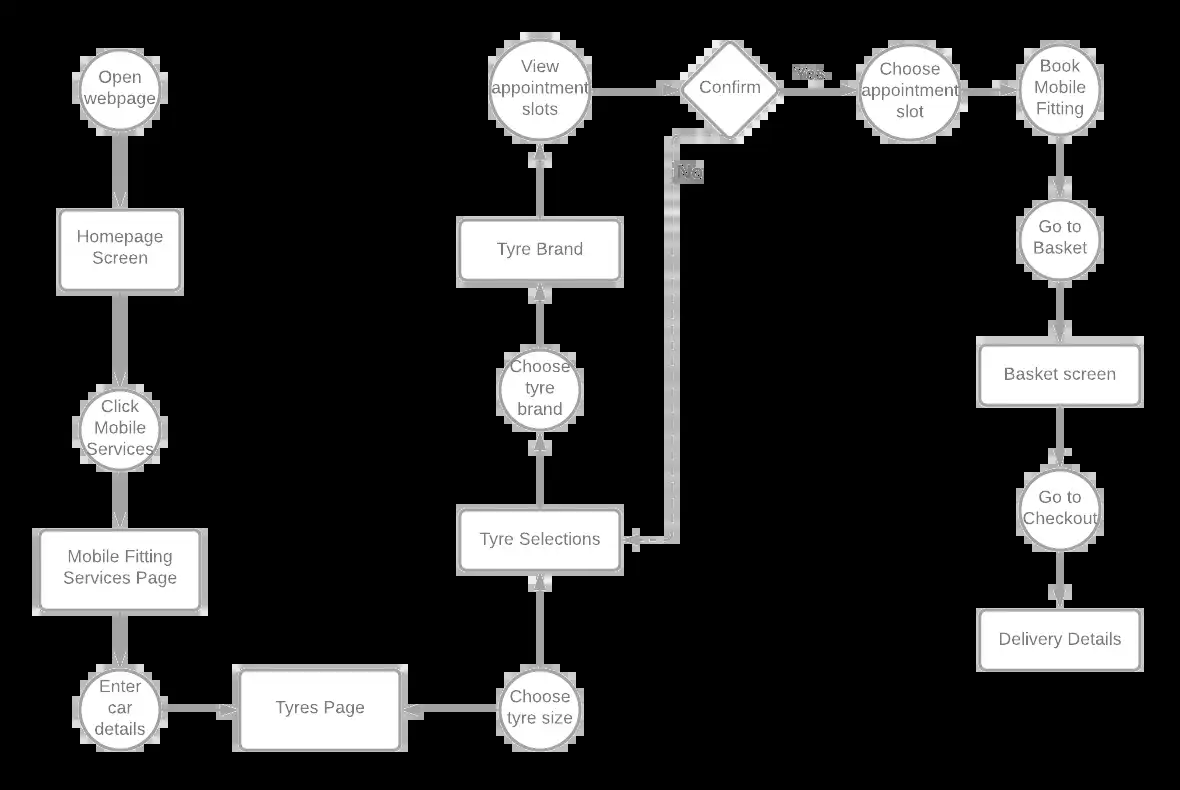 Open
webpage
Homepage
Screen
Click
Mobile
Services
Mobile Fitting
Services Page
Enter
car
details
Tyres Page
Choose
tyre size
Tyre Selections
Choose
tyre
brand
Tyre Brand
View
appointment
slots
Confirm
Yes
No
Choose
appointment
slot
Book
Mobile
Fitting
Go to
Basket
Basket screen
Go to
Checkout
Delivery Details